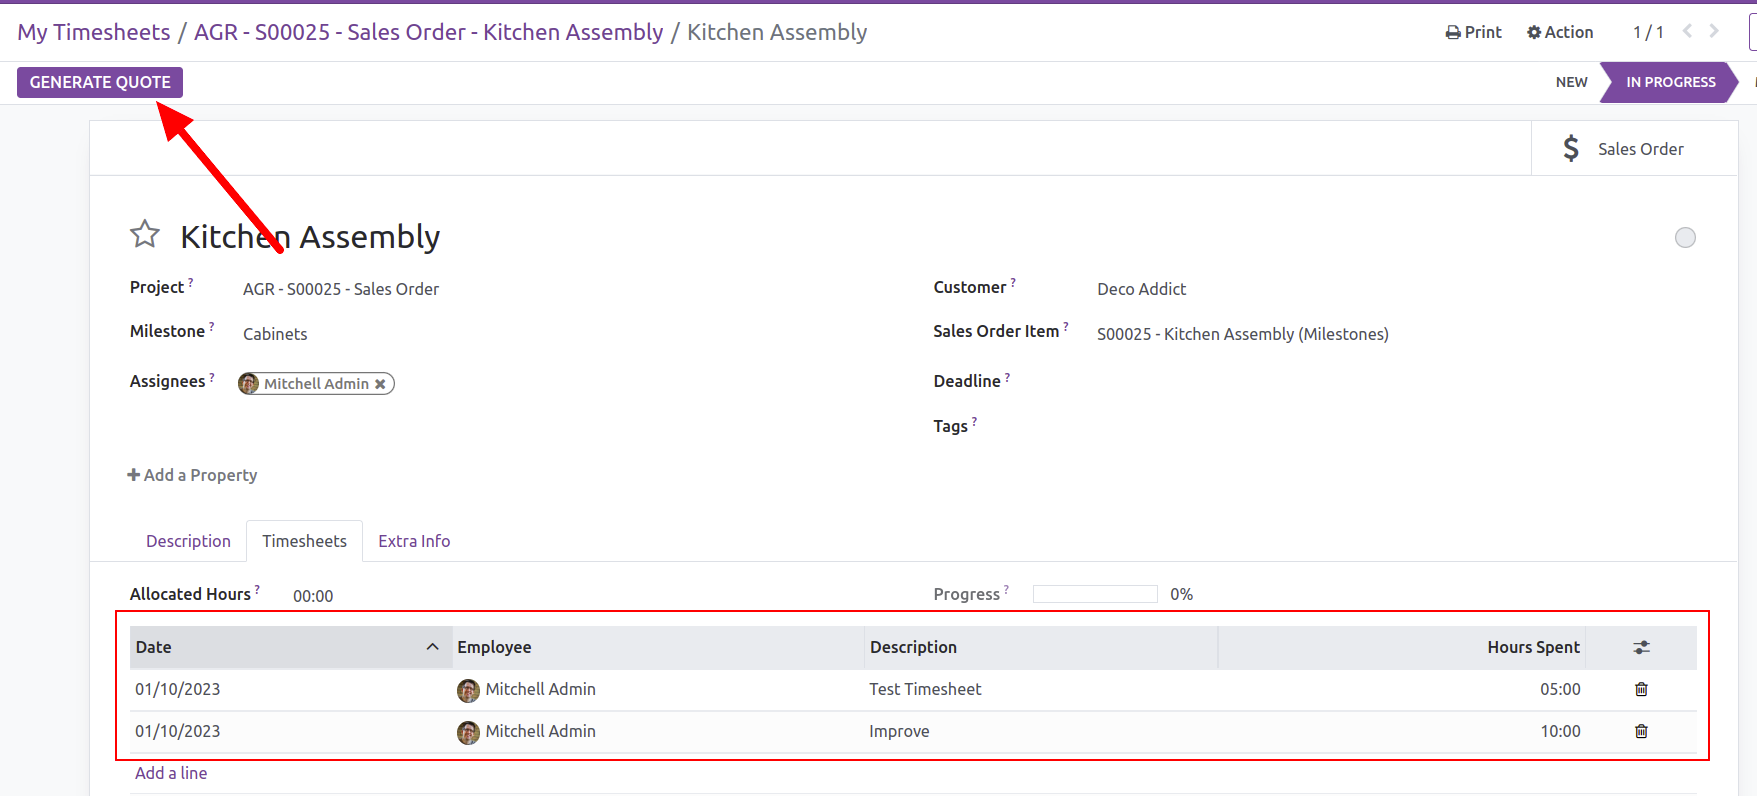 My Timesheets / AGR - S00025 - Sales Order - Kitchen Assembly / Kitchen Assembly
Print Action 1 / 1
GENERATE QUOTE
NEW IN PROGRESS
$ Sales Order
Kitchen Assembly
Project ? AGR - S00025 - Sales Order
Customer ? Deco Addict
Milestone ? Cabinets
Sales Order Item ? S00025 - Kitchen Assembly (Milestones)
Assignees ? Mitchell Admin
Deadline ?
Tags ?
Add a Property
Description Timesheets Extra Info
Allocated Hours ? 00:00
Progress ? 0%
Date Employee Description Hours Spent
01/10/2023 Mitchell Admin Test Timesheet 05:00
01/10/2023 Mitchell Admin Improve 10:00
Add a line